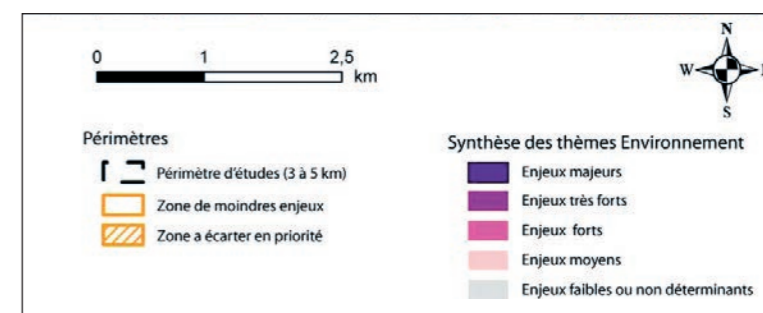 N
0 1 2,5
km
W
S
Périmètres
Périmètre d'études (3 à 5 km)
Zone de moindres enjeux
Zone a écarter en priorité
Synthèse des thèmes Environnement
Enjeux majeurs
Enjeux très forts
Enjeux forts
Enjeux moyens
Enjeux faibles ou non déterminants